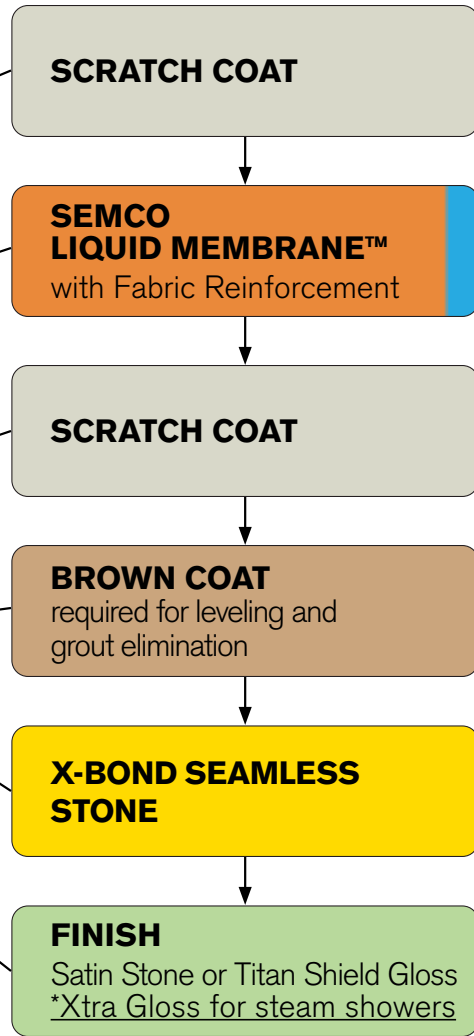 SCRATCH COAT
SEMCO
LIQUID MEMBRANE™
with Fabric Reinforcement
SCRATCH COAT
BROWN COAT
required for leveling and
grout elimination
X-BOND SEAMLESS
STONE
FINISH
Satin Stone or Titan Shield Gloss
*Xtra Gloss for steam showers